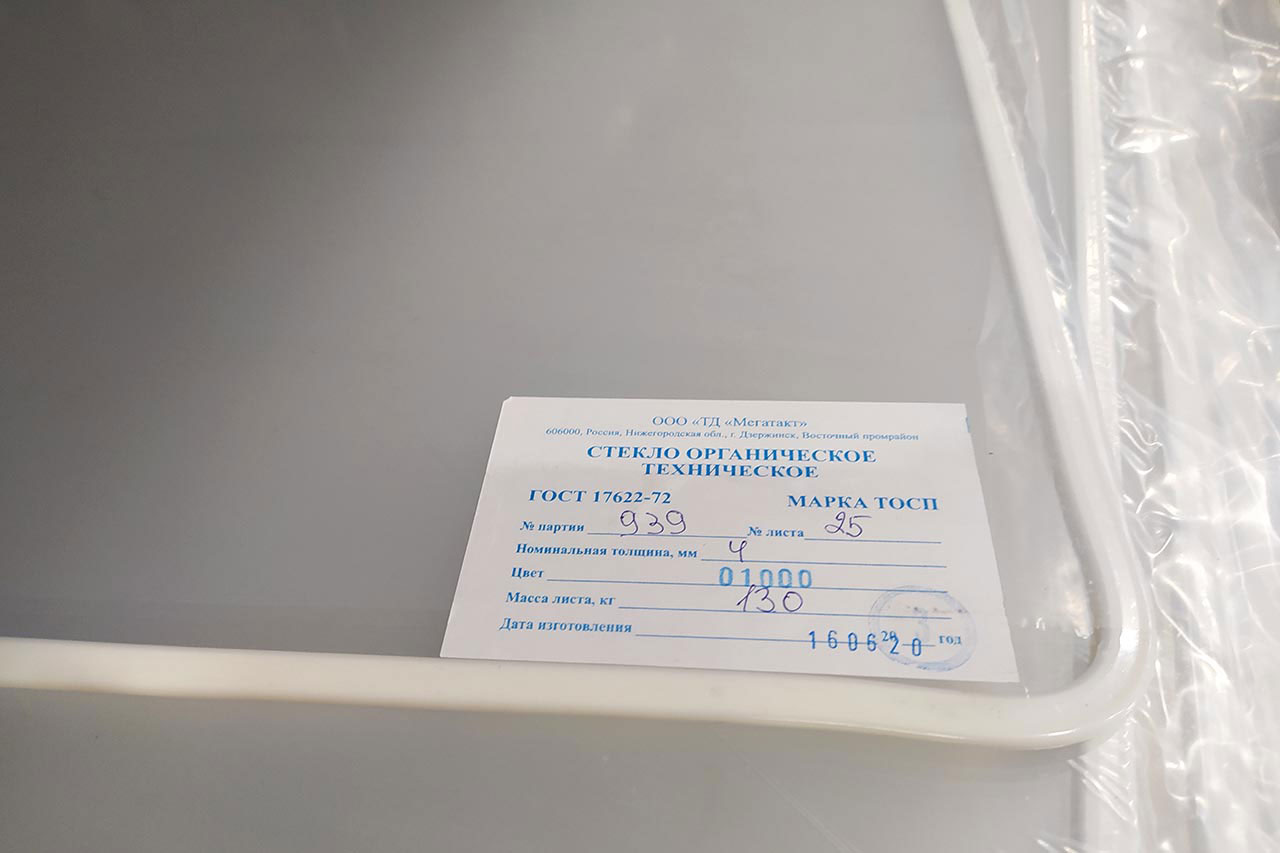 ООО «ТД «Мегатакт»
606000, Россия, Нижегородская обл., г. Дзержинск, Восточный промрайон
СТЕКЛО ОРГАНИЧЕСКОЕ
ТЕХНИЧЕСКОЕ
ГОСТ 17622-72 МАРКА ТОСП
№ партии 939 № листа 25
Номинальная толщина, мм 4
Цвет 01000
Масса листа, кг 130
Дата изготовления 160620 20 год
3